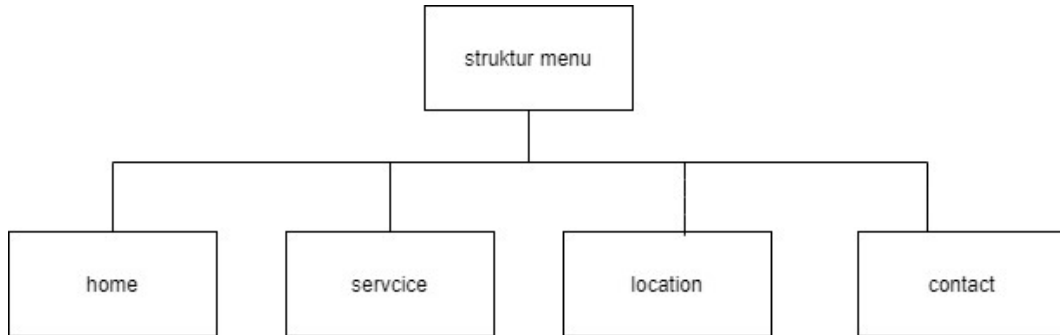 struktur menu
home
servcice
location
contact